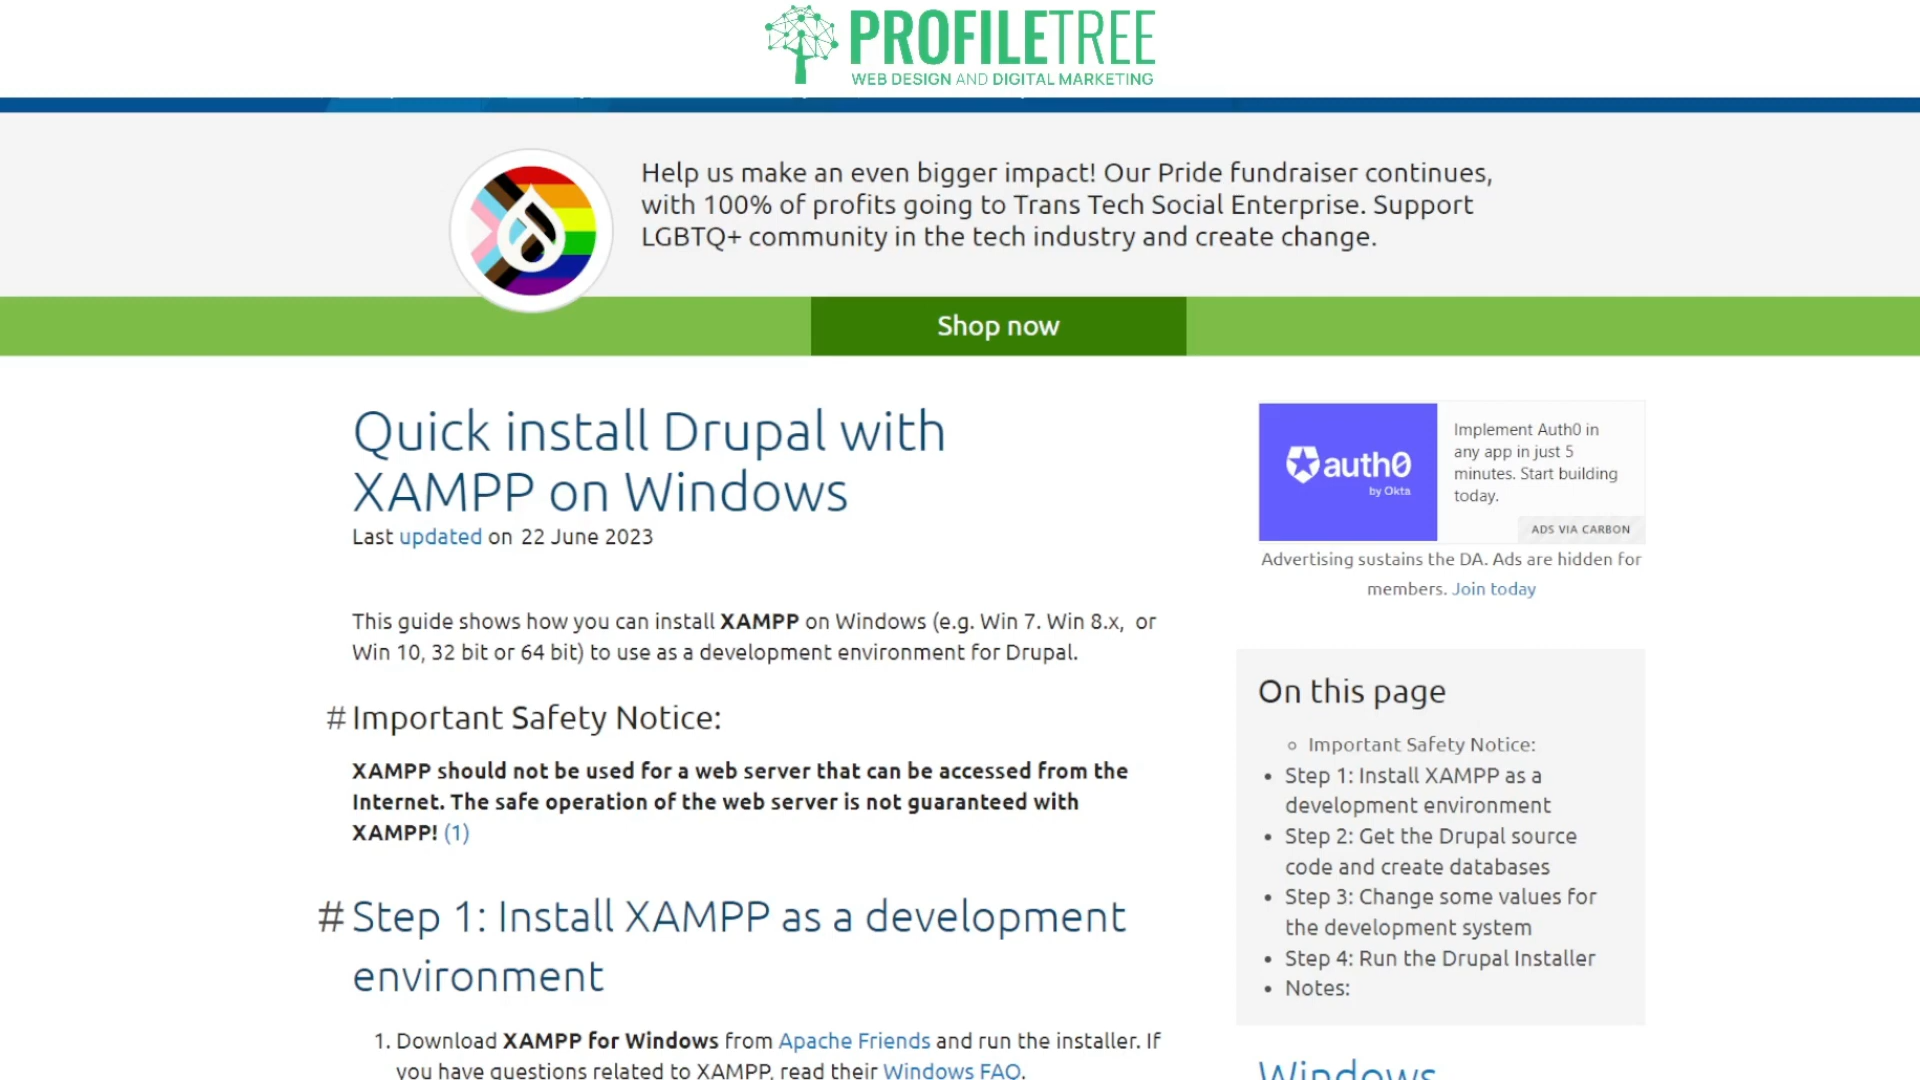 PROFILETREE
WEB DESIGN AND DIGITAL MARKETING
Help us make an even bigger impact! Our Pride fundraiser continues,
with 100% of profits going to Trans Tech Social Enterprise. Support
LGBTQ+ community in the tech industry and create change.
Shop now
Quick install Drupal with
XAMPP on Windows
Last updated on 22 June 2023
This guide shows how you can install XAMPP on Windows (e.g. Win 7. Win 8.x, or
Win 10, 32 bit or 64 bit) to use as a development environment for Drupal.
#Important Safety Notice:
XAMPP should not be used for a web server that can be accessed from the
Internet. The safe operation of the web server is not guaranteed with
XAMPP! (1)
#Step 1: Install XAMPP as a development
environment
1. Download XAMPP for Windows from Apache Friends and run the installer. If
you have questions related to XAMPP, read their Windows FAQ.
auth0
by Okta
Implement Auth0 in
any app in just 5
minutes. Start building
today.
ADS VIA CARBON
Advertising sustains the DA. Ads are hidden for
members. Join today
On this page
Important Safety Notice:
Step 1: Install XAMPP as a
development environment
Step 2: Get the Drupal source
code and create databases
Step 3: Change some values for
the development system
Step 4: Run the Drupal Installer
Notes:
Windows